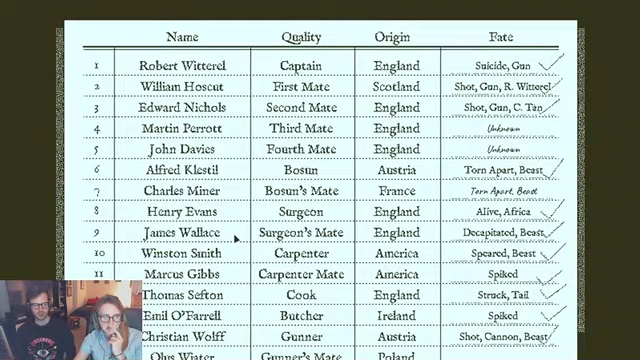 Name Quality Origin Fate
1 Robert Witterel Captain England Suicide, Gun
2 William Hoscut First Mate Scotland Shot, Gun, R. Witterel
3 Edward Nichols Second Mate England Shot, Gun, C. Tan
4 Martin Perrott Third Mate England Unknown
5 John Davies Fourth Mate England Unknown
6 Alfred Klestil Bosun Austria Torn Apart, Beast
7 Charles Miner Bosun's Mate France Torn Apart, Beast
8 Henry Evans Surgeon England Alive, Africa
9 James Wallace Surgeon's Mate England Decapitated, Beast
10 Winston Smith Carpenter America Speared, Beast
11 Marcus Gibbs Carpenter Mate America Spiked
Thomas Sefton Cook England Struck, Tail
Emil O'Farrell Butcher Ireland Spiked
Christian Wolff Gunner Austria Shot, Cannon, Beast
Olus Wiater Gunner's Mate Poland